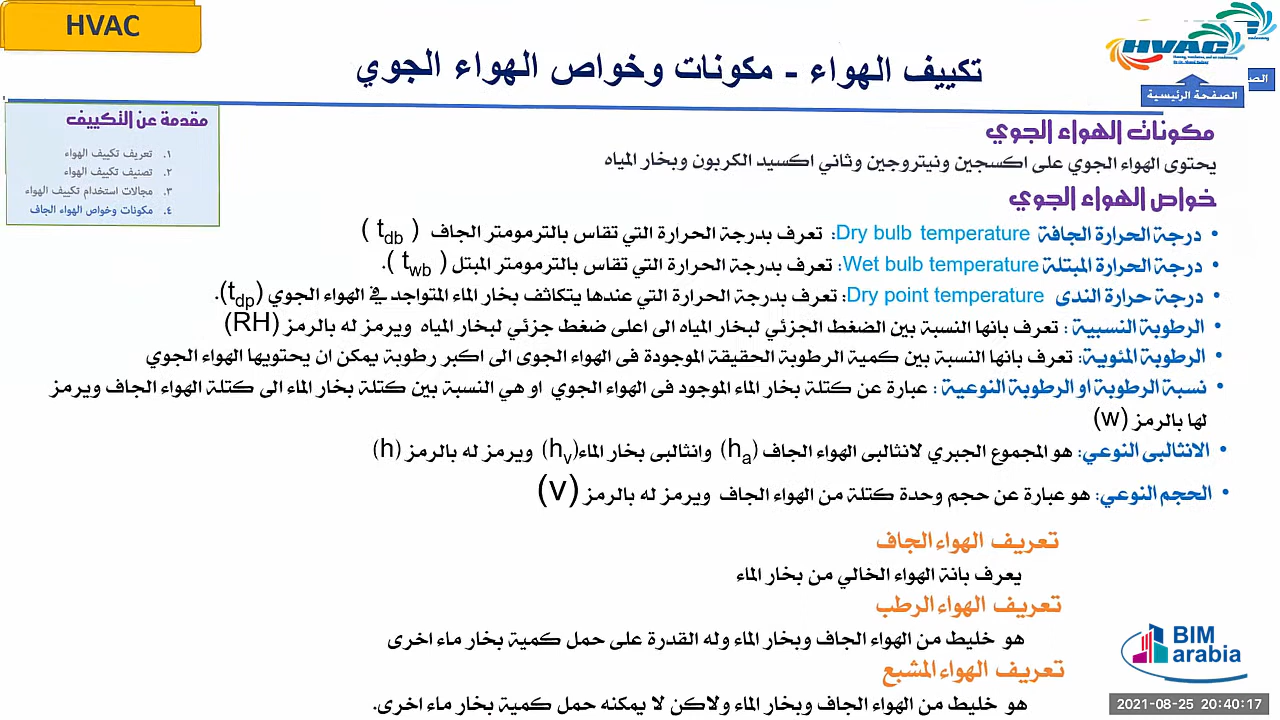 HVAC
HVAC
تكييف الهواء - مكونات وخواص الهواء الجوي
الصفحة الرئيسية
مقدمة عن التكييف
١. تعريف تكييف الهواء
٢. تصنيف تكييف الهواء
٣. مجالات استخدام تكييف الهواء
٤. مكونات وخواص الهواء الجاف
مكونات الهواء الجوي
يحتوى الهواء الجوي على اكسجين ونيتروجين وثاني اكسيد الكربون وبخار المياه
خواص الهواء الجوي
• درجة الحرارة الجافة Dry bulb temperature: تعرف بدرجة الحرارة التي تقاس بالترمومتر الجاف ( tdb )
• درجة الحرارة المبتلة Wet bulb temperature: تعرف بدرجة الحرارة التي تقاس بالترمومتر المبتل ( twb ).
• درجة حرارة الندى Dry point temperature: تعرف بدرجة الحرارة التي عندها يتكاثف بخار الماء المتواجد في الهواء الجوي (tdp).
• الرطوبة النسبية : تعرف بانها النسبة بين الضغط الجزئي لبخار المياه الى اعلى ضغط جزئي لبخار المياه ويرمز له بالرمز (RH)
• الرطوبة المئوية: تعرف بانها النسبة بين كمية الرطوبة الحقيقة الموجودة فى الهواء الجوى الى اكبر رطوبة يمكن ان يحتويها الهواء الجوي
• نسبة الرطوبة او الرطوبة النوعية : عبارة عن كتلة بخار الماء الموجود فى الهواء الجوي او هي النسبة بين كتلة بخار الماء الى كتلة الهواء الجاف ويرمز
لها بالرمز (w)
• الانثالبى النوعي: هو المجموع الجبري لانثالبى الهواء الجاف (ha) وانثالبى بخار الماء(hv) ويرمز له بالرمز (h)
• الحجم النوعي: هو عبارة عن حجم وحدة كتلة من الهواء الجاف ويرمز له بالرمز (v)
تعريف الهواء الجاف
يعرف بانة الهواء الخالي من بخار الماء
تعريف الهواء الرطب
هو خليط من الهواء الجاف وبخار الماء وله القدرة على حمل كمية بخار ماء اخرى
تعريف الهواء المشبع
هو خليط من الهواء الجاف وبخار الماء ولاكن لا يمكنه حمل كمية بخار ماء اخرى.
BIM
arabia
2021-08-25 20:40:17